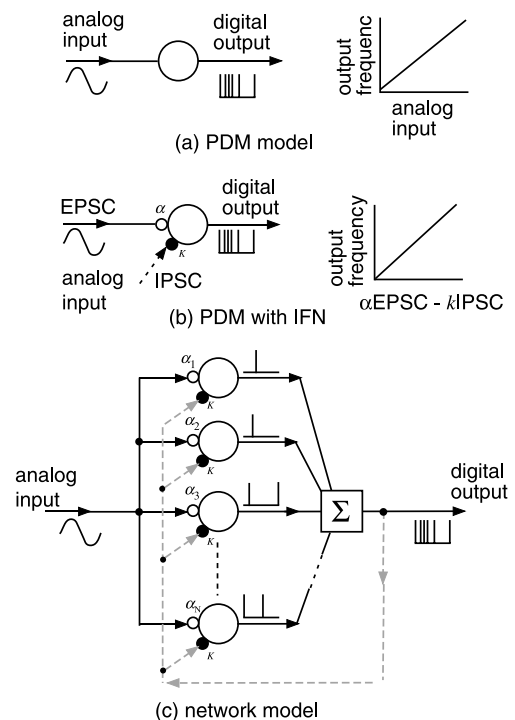 analog input
digital output
output frequenc
analog input
(a) PDM model
EPSC
α
K
digital output
analog input
IPSC
output frequency
αEPSC - kIPSC
(b) PDM with IFN
α1
K
α2
K
analog input
α3
K
Σ
digital output
αN
K
(c) network model